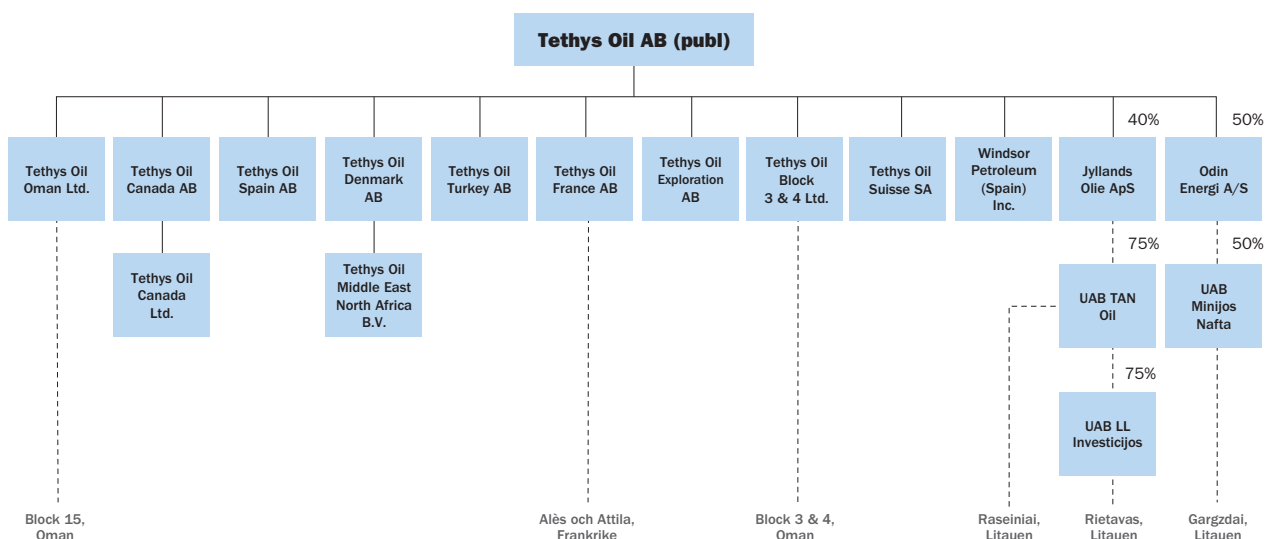 Tethys Oil AB (publ)
40%
50%
Tethys Oil
Oman Ltd.
Tethys Oil
Canada AB
Tethys Oil
Spain AB
Tethys Oil
Denmark
AB
Tethys Oil
Turkey AB
Tethys Oil
France AB
Tethys Oil
Exploration
AB
Tethys Oil
Block
3 & 4 Ltd.
Tethys Oil
Suisse SA
Windsor
Petroleum
(Spain)
Inc.
Jyllands
Olie ApS
Odin
Energi A/S
75%
50%
Tethys Oil
Canada
Ltd.
Tethys Oil
Middle East
North Africa
B.V.
UAB TAN
Oil
UAB
Minijos
Nafta
75%
UAB LL
Investicijos
Block 15,
Oman
Alès och Attila,
Frankrike
Block 3 & 4,
Oman
Raseiniai,
Litauen
Rietavas,
Litauen
Gargzdai,
Litauen